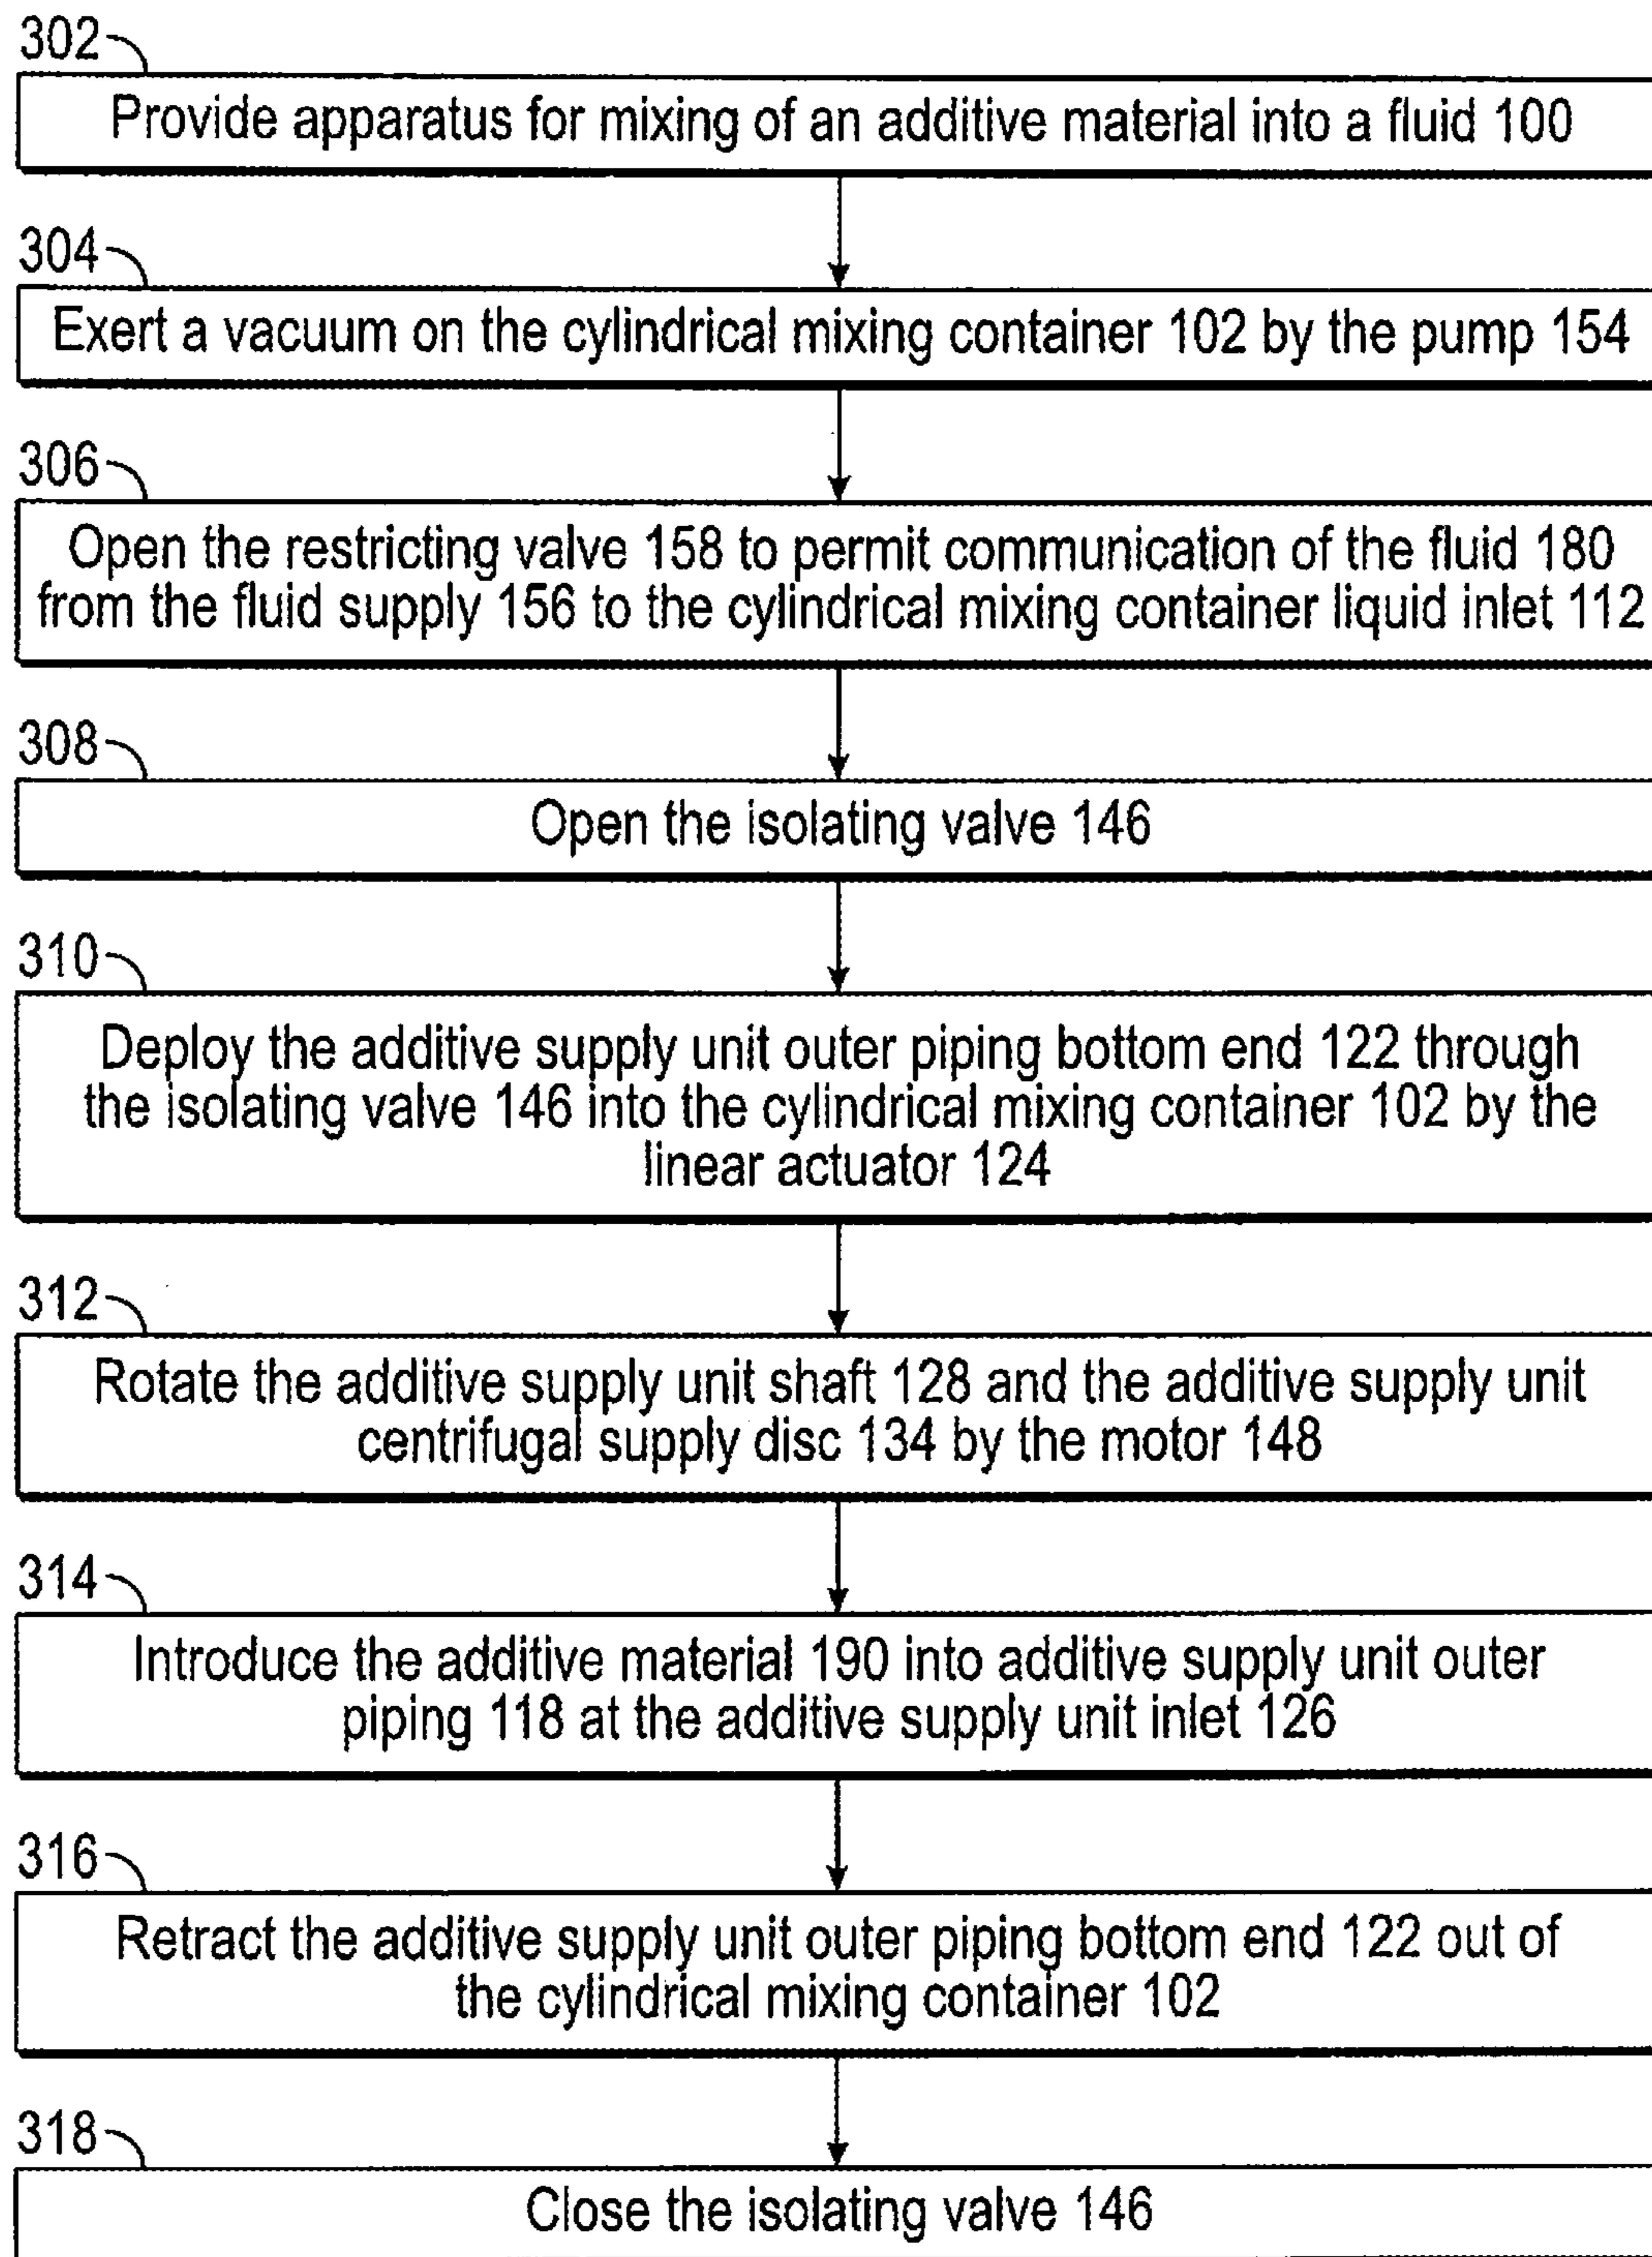 302
Provide apparatus for mixing of an additive material into a fluid 100
304
Exert a vacuum on the cylindrical mixing container 102 by the pump 154
306
Open the restricting valve 158 to permit communication of the fluid 180
from the fluid supply 156 to the cylindrical mixing container liquid inlet 112
308
Open the isolating valve 146
310
Deploy the additive supply unit outer piping bottom end 122 through
the isolating valve 146 into the cylindrical mixing container 102 by the
linear actuator 124
312
Rotate the additive supply unit shaft 128 and the additive supply unit
centrifugal supply disc 134 by the motor 148
314
Introduce the additive material 190 into additive supply unit outer
piping 118 at the additive supply unit inlet 126
316
Retract the additive supply unit outer piping bottom end 122 out of
the cylindrical mixing container 102
318
Close the isolating valve 146